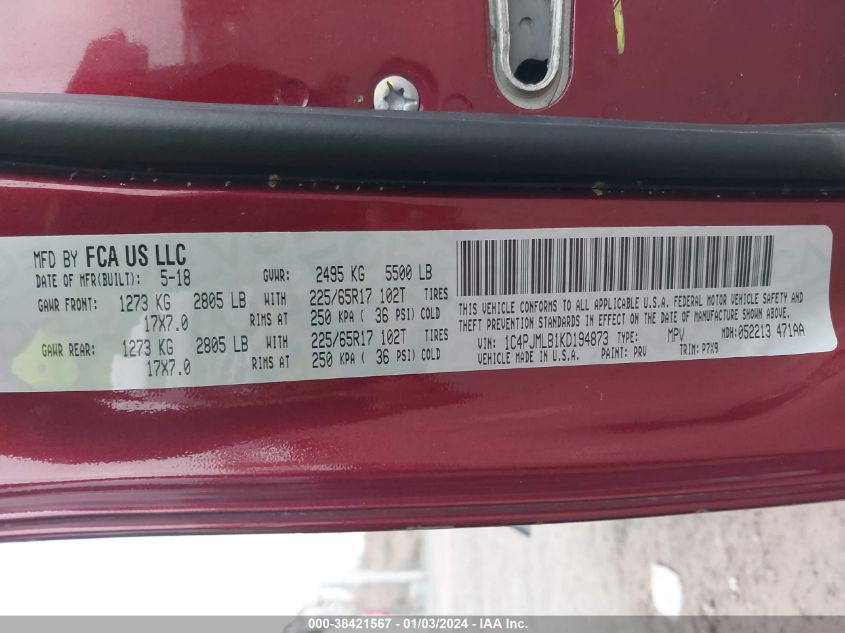 MFD BY FCA US LLC
DATE OF MFR(BUILT): 5-18 GVWR: 2495 KG 5500 LB
GAWR FRONT: 1273 KG 2805 LB WITH 225/65R17 102T TIRES
17X7.0 RIMS AT 250 KPA ( 36 PSI) COLD
GAWR REAR: 1273 KG 2805 LB WITH 225/65R17 102T TIRES
17X7.0 RIMS AT 250 KPA ( 36 PSI) COLD
THIS VEHICLE CONFORMS TO ALL APPLICABLE U.S.A. FEDERAL MOTOR VEHICLE SAFETY AND
THEFT PREVENTION STANDARDS IN EFFECT ON THE DATE OF MANUFACTURE SHOWN ABOVE.
VIN: 1C4PJMLB1KD194873 TYPE: MPV MDH: 052213 471AA
VEHICLE MADE IN U.S.A. PAINT: PRV TRIM: P7X9
000-38421567 - 01/03/2024 - IAA Inc.